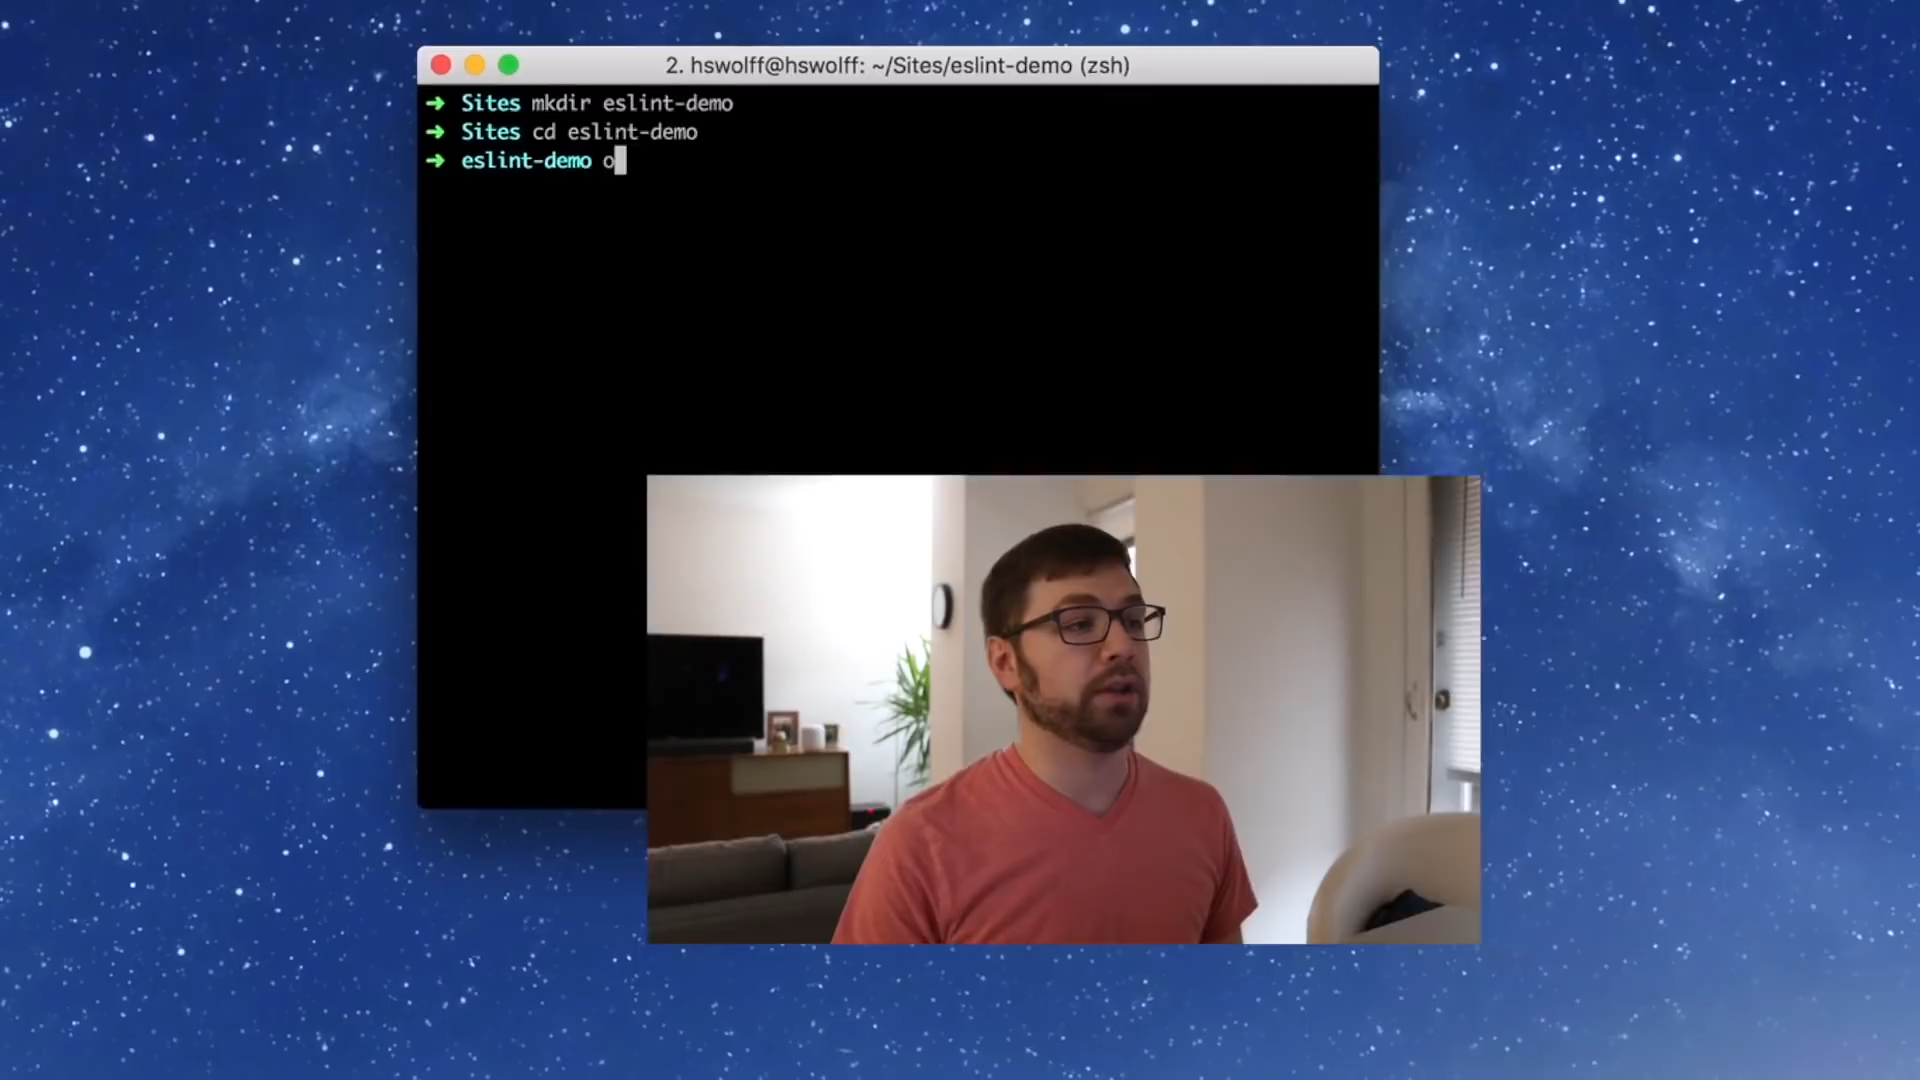 2. hswolff@hswolff: ~/Sites/eslint-demo (zsh)
➜ Sites mkdir eslint-demo
➜ Sites cd eslint-demo
➜ eslint-demo o